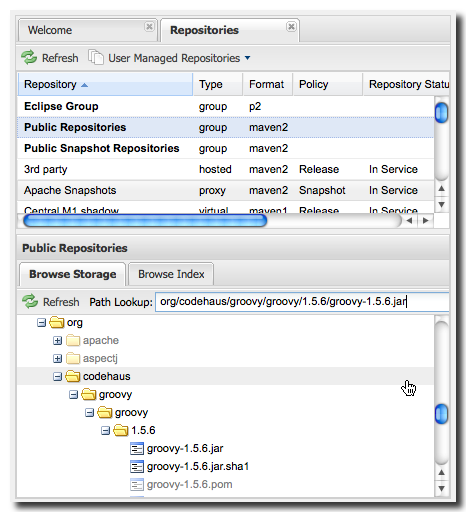 Welcome
Repositories
Refresh User Managed Repositories
Repository Type Format Policy Repository Statu
Eclipse Group group p2
Public Repositories group maven2
Public Snapshot Repositories group maven2
3rd party hosted maven2 Release In Service
Apache Snapshots proxy maven2 Snapshot In Service
Central M1 shadow virtual maven1 Release In Service
Public Repositories
Browse Storage Browse Index
Refresh Path Lookup: org/codehaus/groovy/groovy/1.5.6/groovy-1.5.6.jar
org
apache
aspectj
codehaus
groovy
groovy
1.5.6
groovy-1.5.6.jar
groovy-1.5.6.jar.sha1
groovy-1.5.6.pom